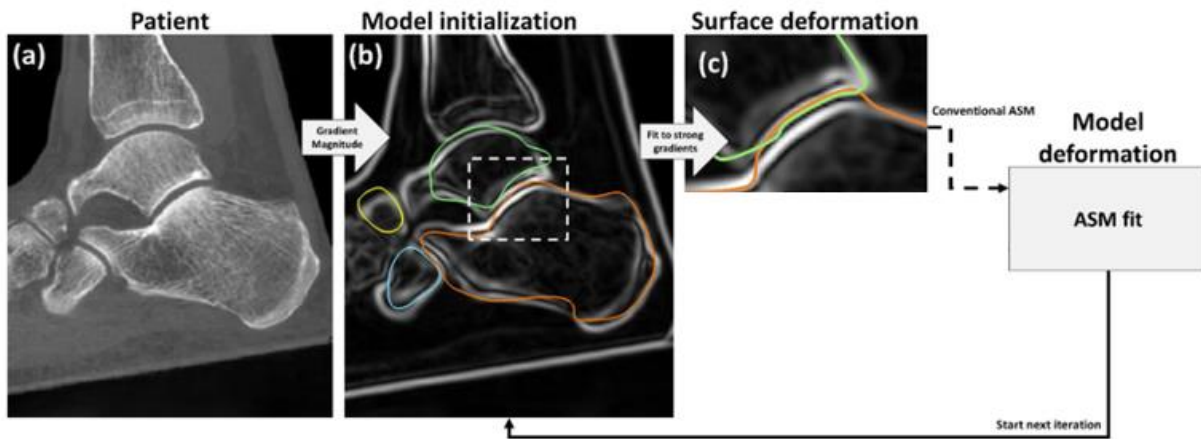 Patient
Model initialization
Surface deformation
(a)
(b)
(c)
Gradient
Magnitude
Fit to strong
gradients
Conventional ASM
Model
deformation
ASM fit
Start next iteration